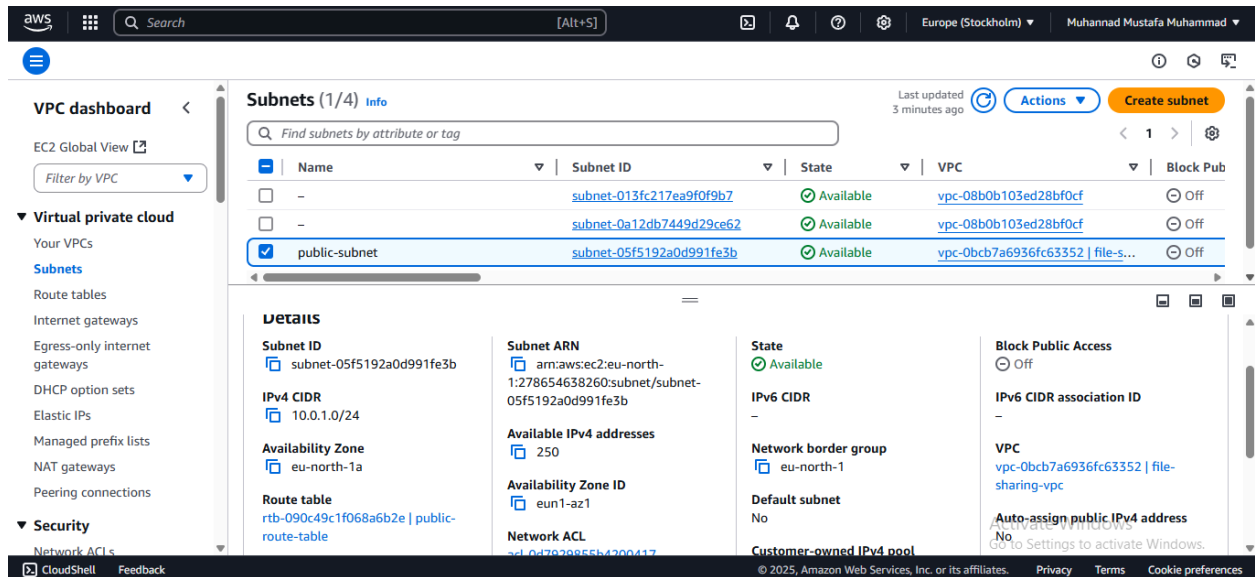 aws
Search [Alt+S]
Europe (Stockholm) ▼
Muhannad Mustafa Muhammad ▼
VPC dashboard
EC2 Global View
Filter by VPC
Virtual private cloud
Your VPCs
Subnets
Route tables
Internet gateways
Egress-only internet
gateways
DHCP option sets
Elastic IPs
Managed prefix lists
NAT gateways
Peering connections
Security
Network ACLs
Subnets (1/4) Info
Last updated
3 minutes ago
Actions ▼
Create subnet
Find subnets by attribute or tag
1
Name Subnet ID State VPC Block Pub
– subnet-013fc217ea9f0f9b7 Available vpc-08b0b103ed28bf0cf Off
– subnet-0a12db7449d29ce62 Available vpc-08b0b103ed28bf0cf Off
public-subnet subnet-05f5192a0d991fe3b Available vpc-0bcb7a6936fc63352 | file-s... Off
Details
Subnet ID
subnet-05f5192a0d991fe3b
IPv4 CIDR
10.0.1.0/24
Availability Zone
eu-north-1a
Route table
rtb-090c49c1f068a6b2e | public-
route-table
Subnet ARN
arn:aws:ec2:eu-north-
1:278654638260:subnet/subnet-
05f5192a0d991fe3b
Available IPv4 addresses
250
Availability Zone ID
eun1-az1
Network ACL
acl-0d7929855b4200417
State
Available
IPv6 CIDR
–
Network border group
eu-north-1
Default subnet
No
Customer-owned IPv4 pool
Block Public Access
Off
IPv6 CIDR association ID
–
VPC
vpc-0bcb7a6936fc63352 | file-
sharing-vpc
Auto-assign public IPv4 address
No
Activate Windows
Go to Settings to activate Windows.
CloudShell Feedback
© 2025, Amazon Web Services, Inc. or its affiliates. Privacy Terms Cookie preferences